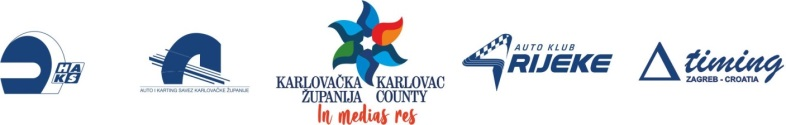 HAKS
AUTO I KARTING SAVEZ KARLOVAČKE ŽUPANIJE
KARLOVAČKA KARLOVAC
ŽUPANIJA COUNTY
In medias res
AUTO KLUB
RIJEKE
timing
ZAGREB - CROATIA